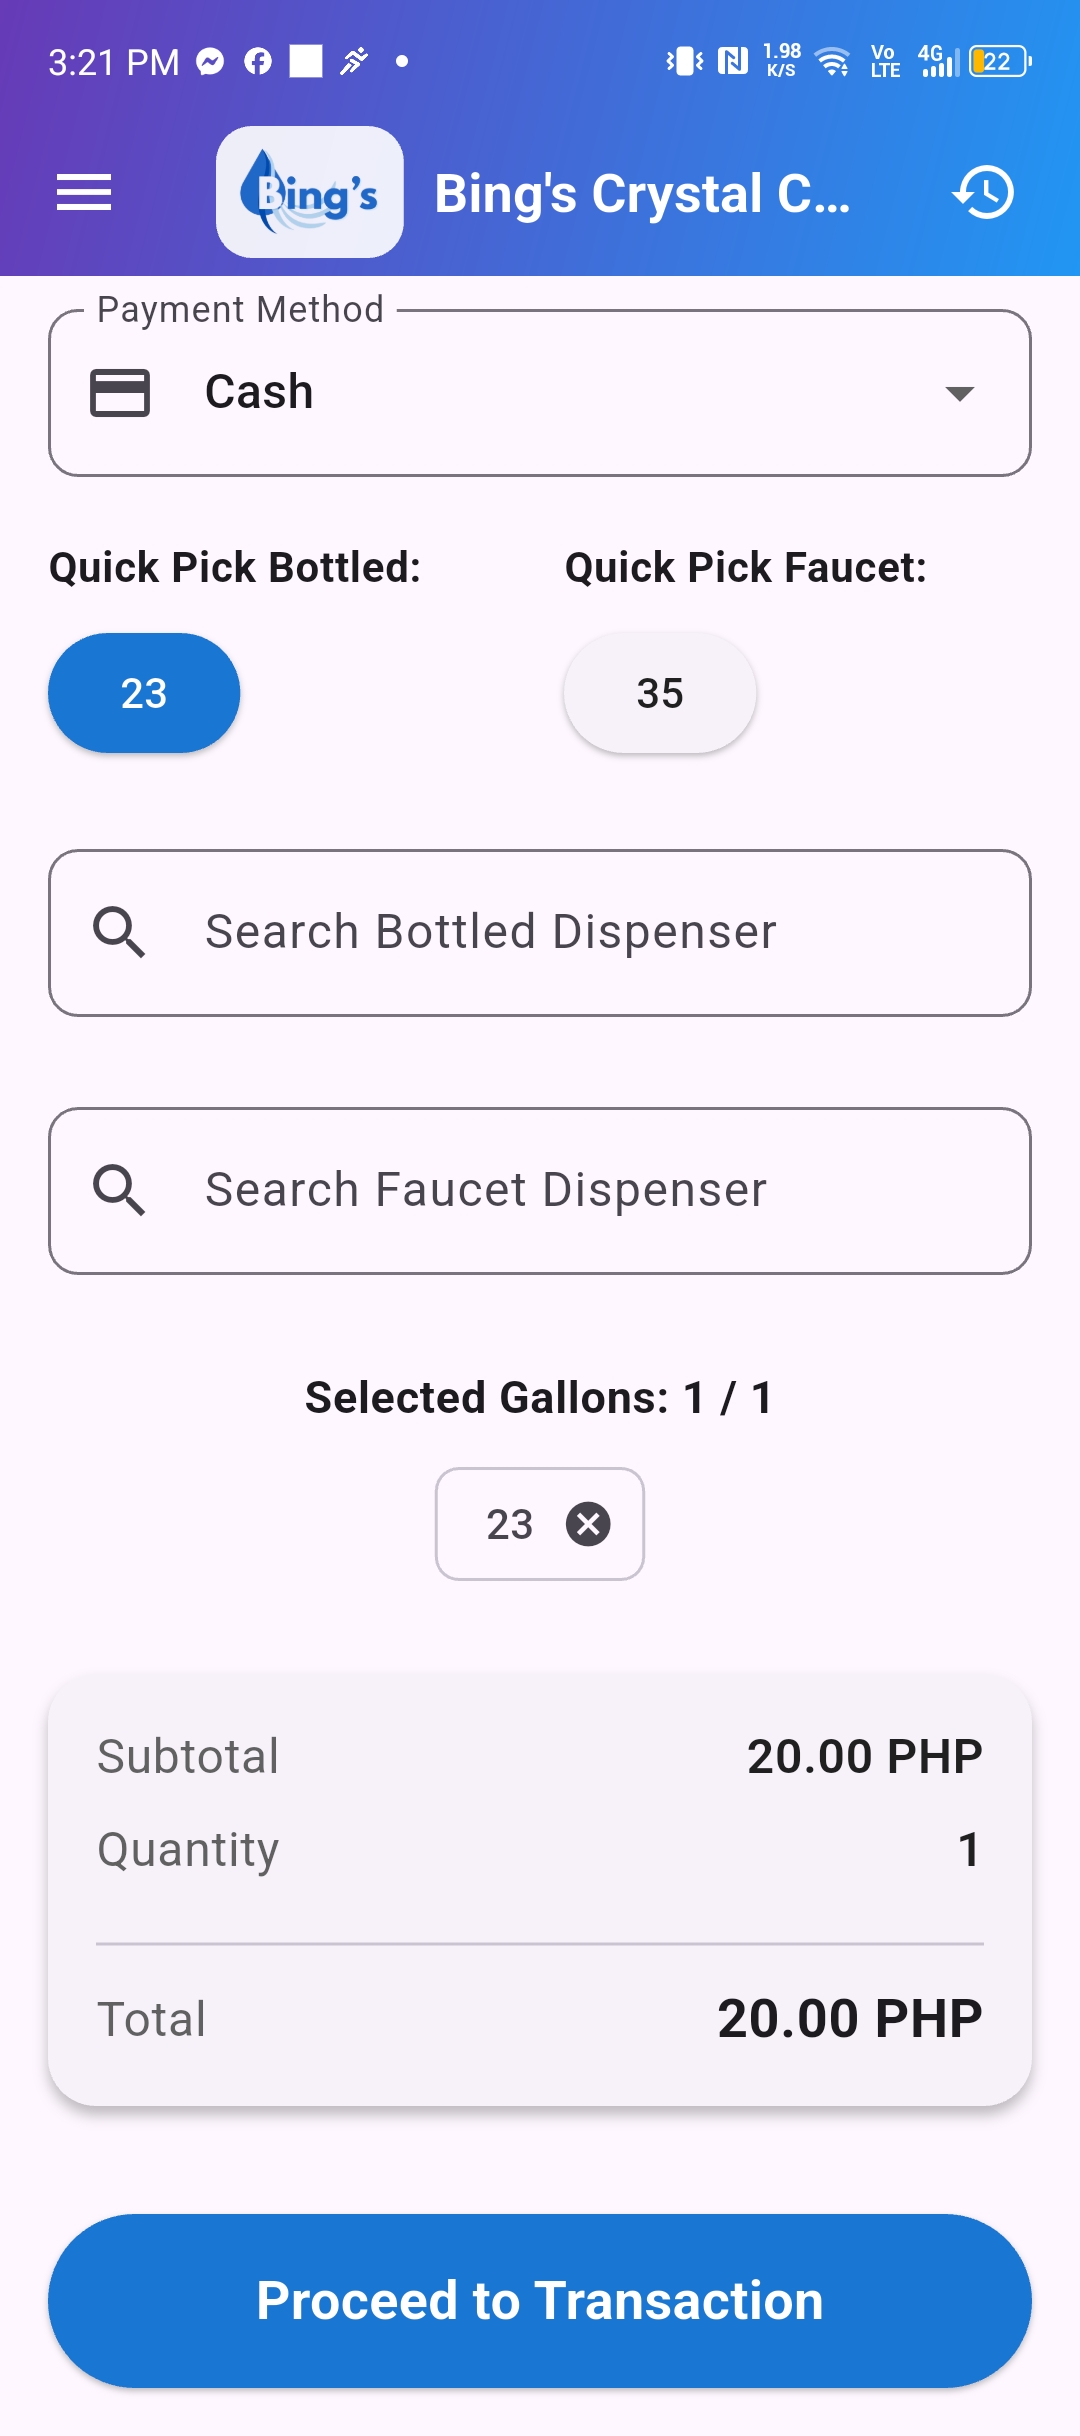 3:21 PM
1.98 K/S
Vo LTE
4G
22
Bing's
Bing's Crystal C...
Payment Method
Cash
Quick Pick Bottled:
Quick Pick Faucet:
23
35
Search Bottled Dispenser
Search Faucet Dispenser
Selected Gallons: 1 / 1
23
Subtotal
20.00 PHP
Quantity
1
Total
20.00 PHP
Proceed to Transaction